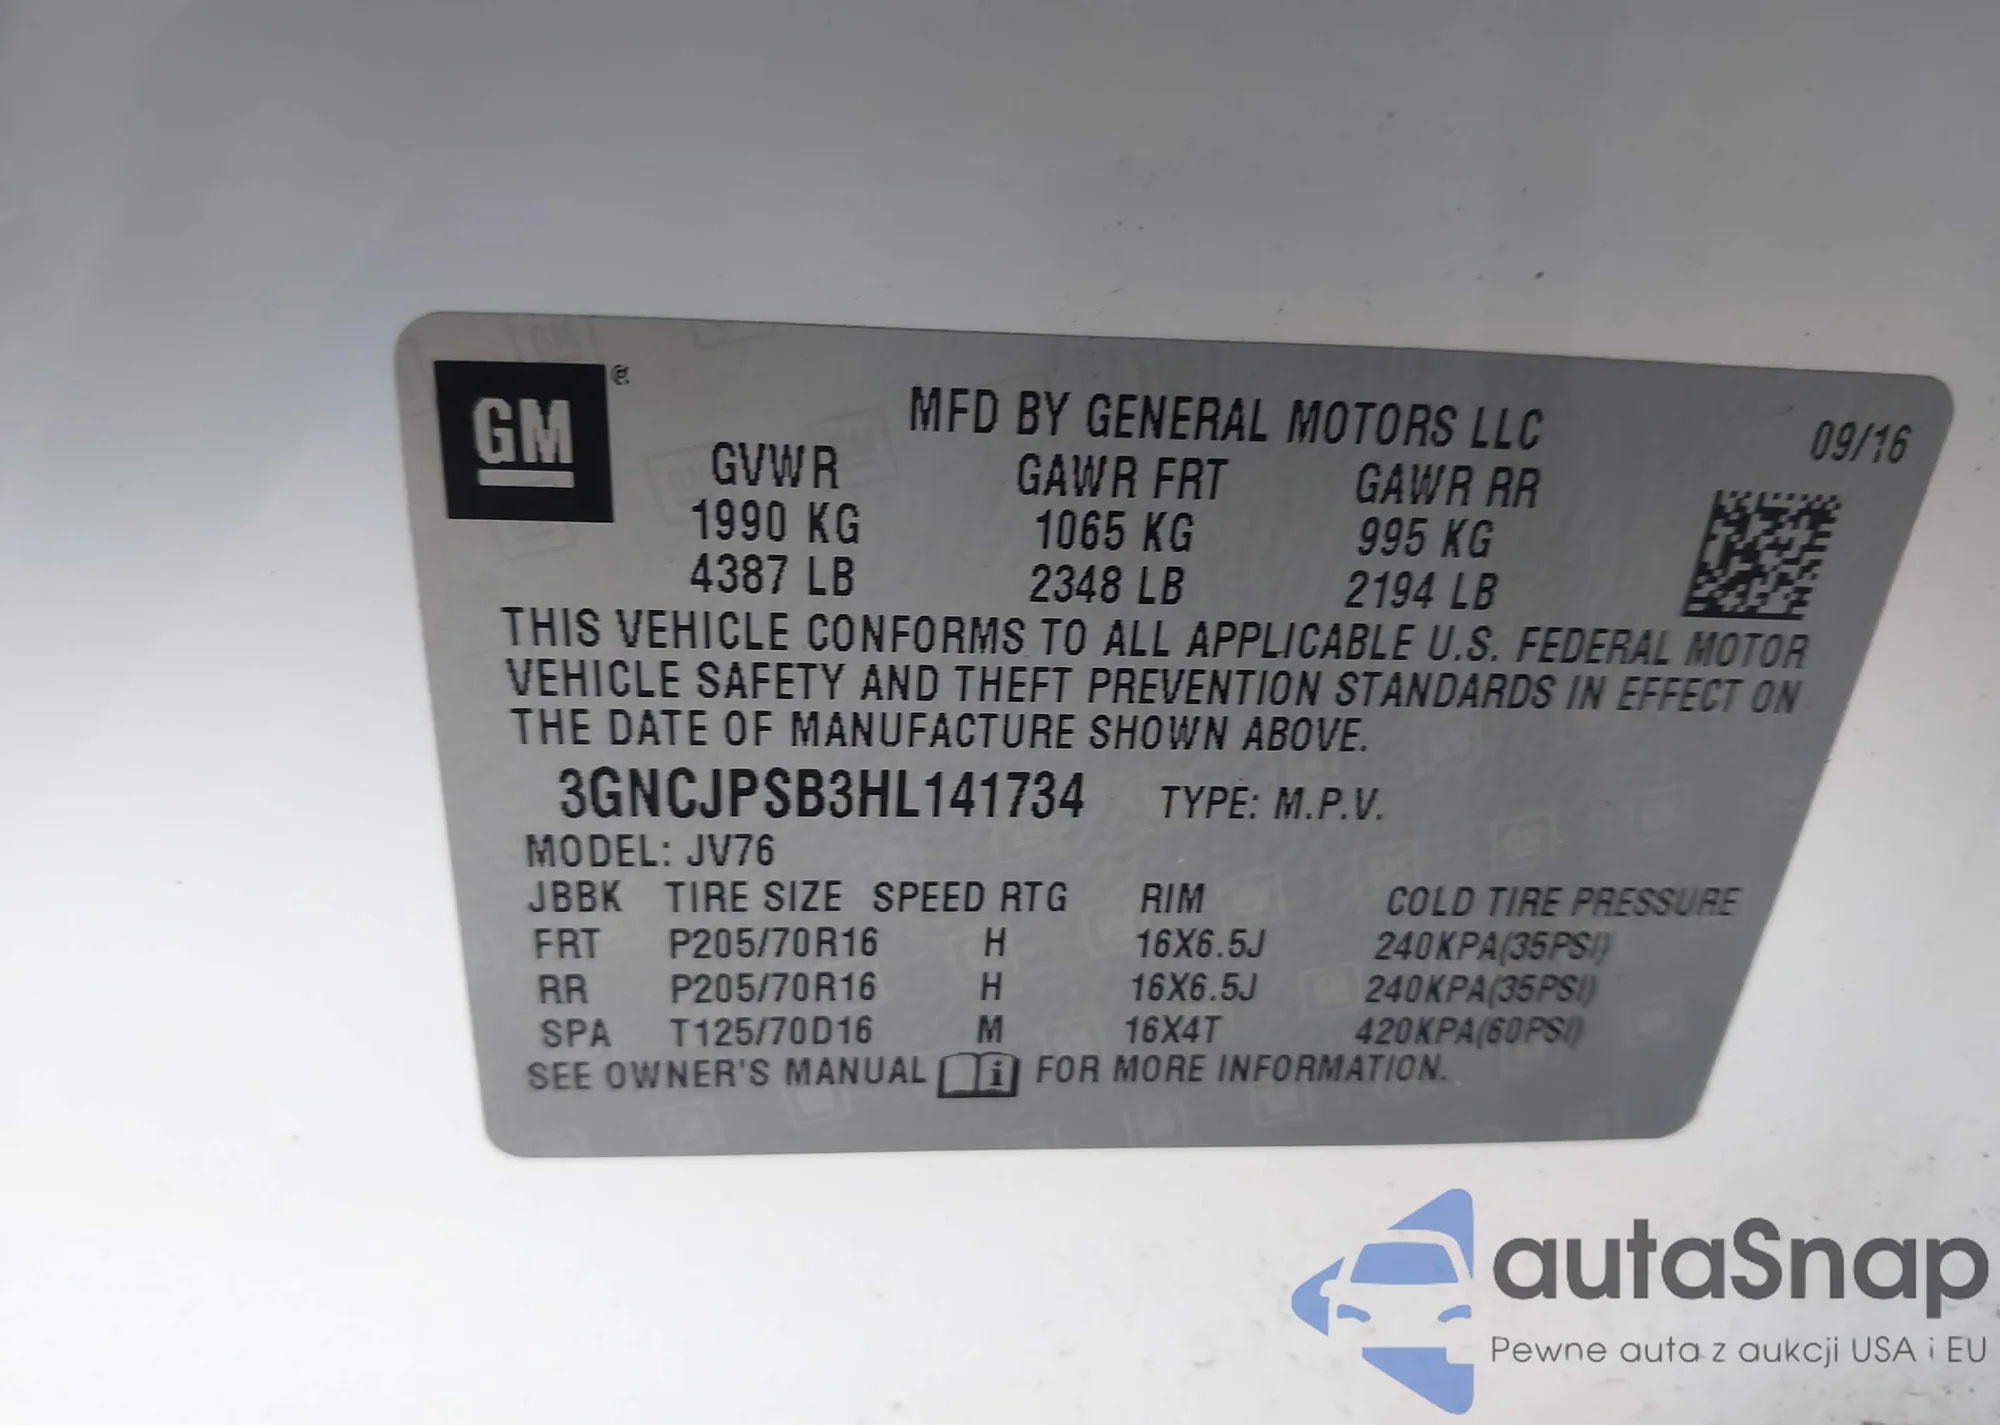 GM
MFD BY GENERAL MOTORS LLC 09/16
GVWR GAWR FRT GAWR RR
1990 KG 1065 KG 995 KG
4387 LB 2348 LB 2194 LB
THIS VEHICLE CONFORMS TO ALL APPLICABLE U.S. FEDERAL MOTOR
VEHICLE SAFETY AND THEFT PREVENTION STANDARDS IN EFFECT ON
THE DATE OF MANUFACTURE SHOWN ABOVE.
3GNCJPSB3HL141734 TYPE: M.P.V.
MODEL: JV76
JBBK TIRE SIZE SPEED RTG RIM COLD TIRE PRESSURE
FRT P205/70R16 H 16X6.5J 240KPA(35PSI)
RR P205/70R16 H 16X6.5J 240KPA(35PSI)
SPA T125/70D16 M 16X4T 420KPA(60PSI)
SEE OWNER'S MANUAL i FOR MORE INFORMATION.
autaSnap
Pewne auta z aukcji USA i EU